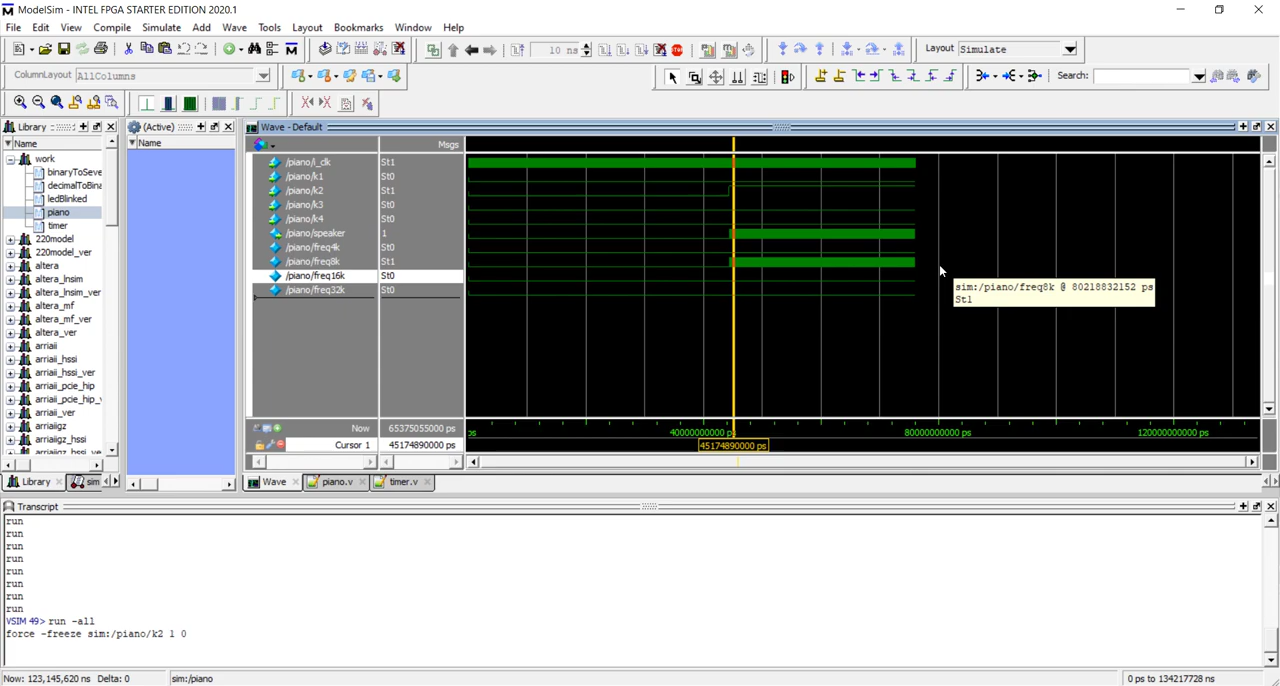 ModelSim - INTEL FPGA STARTER EDITION 2020.1
File Edit View Compile Simulate Add Wave Tools Layout Bookmarks Window Help
10 ns
Layout Simulate
ColumnLayout AllColumns
Search:
Library
Name
work
binaryToSeve
decimalToBina
ledBlinked
piano
timer
220model
220model_ver
altera
altera_lnsim
altera_lnsim_ver
altera_mf
altera_mf_ver
altera_ver
arriaii
arriaii_hssi
arriaii_hssi_ver
arriaii_pcie_hip
arriaii_pcie_hip_v
arriaii_ver
arriaiigz
arriaiigz_hssi
Library
sim
(Active)
Name
Wave - Default
Msgs
/piano/i_clk St1
/piano/k1 St0
/piano/k2 St1
/piano/k3 St0
/piano/k4 St0
/piano/speaker 1
/piano/freq4k St0
/piano/freq8k St1
/piano/freq16k St0
/piano/freq32k St0
sim:/piano/freq8k @ 80218832152 ps
St1
Now 65375055000 ps
ps 40000000000 ps 80000000000 ps 120000000000 ps
Cursor 1 45174890000 ps
45174890000 ps
Wave piano.v timer.v
Transcript
run
run
run
run
run
run
run
run
VSIM 49> run -all
force -freeze sim:/piano/k2 1 0
Now: 123,145,620 ns Delta: 0
sim:/piano
0 ps to 134217728 ns